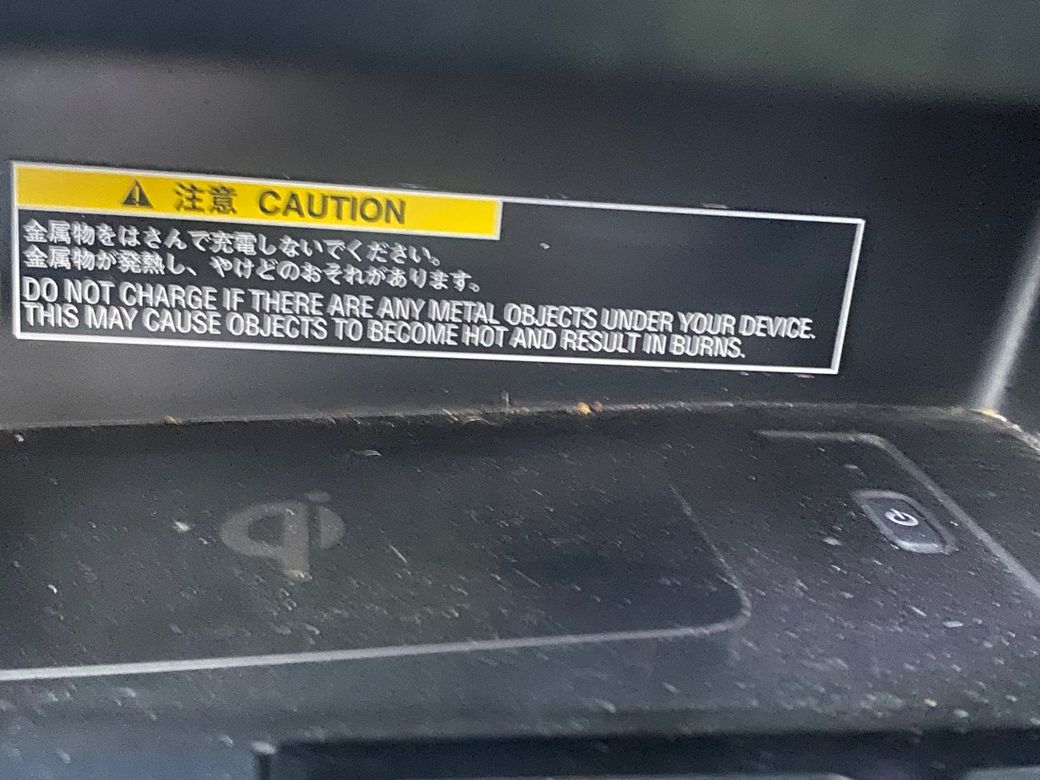 注意 CAUTION
金属物をはさんで充電しないでください。
金属物が発熱し、やけどのおそれがあります。
DO NOT CHARGE IF THERE ARE ANY METAL OBJECTS UNDER YOUR DEVICE.
THIS MAY CAUSE OBJECTS TO BECOME HOT AND RESULT IN BURNS.
qi